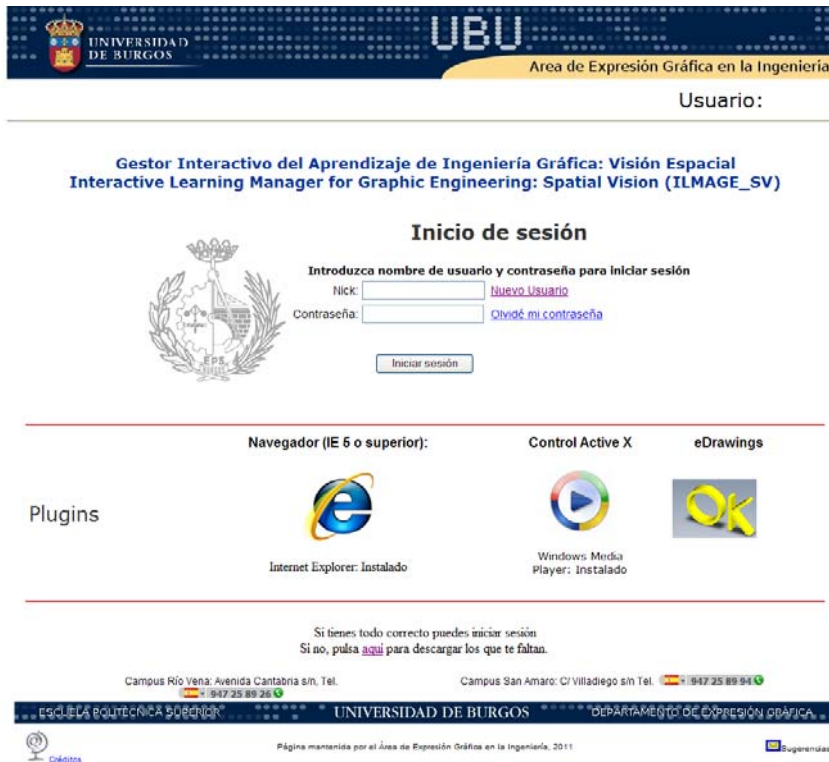 UNIVERSIDAD
DE BURGOS
UBU
Area de Expresión Gráfica en la Ingeniería
Usuario:
Gestor Interactivo del Aprendizaje de Ingeniería Gráfica: Visión Espacial
Interactive Learning Manager for Graphic Engineering: Spatial Vision (ILMAGE_SV)
Inicio de sesión
Introduzca nombre de usuario y contraseña para iniciar sesión
Nick: Nuevo Usuario
Contraseña: Olvidé mi contraseña
EPS
BURGOS
Iniciar sesión
Navegador (IE 5 o superior): Control Active X eDrawings
Plugins
OK
Internet Explorer: Instalado
Windows Media
Player: Instalado
Si tienes todo correcto puedes iniciar sesión
Si no, pulsa aquí para descargar los que te faltan.
Campus Río Vena: Avenida Cantabria s/n, Tel.
947 25 89 26
Campus San Amaro: C/ Villadiego s/n Tel. 947 25 89 94
ESCUELA POLITÉCNICA SUPERIOR UNIVERSIDAD DE BURGOS DEPARTAMENTO DE EXPRESIÓN GRÁFICA
Créditos
Página mantenida por el Área de Expresión Gráfica en la Ingeniería, 2011
Sugerencias